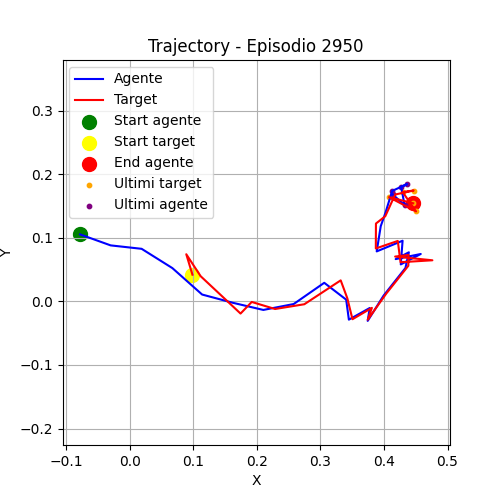 Trajectory - Episodio 2950
Agente
Target
Start agente
Start target
End agente
Ultimi target
Ultimi agente
0.3
0.2
0.1
0.0
−0.1
−0.2
Y
−0.1
0.0
0.1
0.2
0.3
0.4
0.5
X